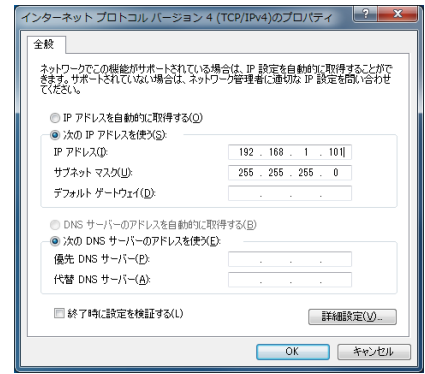 インターネット プロトコル バージョン 4 (TCP/IPv4)のプロパティ
全般
ネットワークでこの機能がサポートされている場合は、IP 設定を自動的に取得することがで
きます。サポートされていない場合は、ネットワーク管理者に適切な IP 設定を問い合わせ
てください。
IP アドレスを自動的に取得する(O)
次の IP アドレスを使う(S):
IP アドレス(I): 192 . 168 . 1 . 101
サブネット マスク(U): 255 . 255 . 255 . 0
デフォルト ゲートウェイ(D): . . .
DNS サーバーのアドレスを自動的に取得する(B)
次の DNS サーバーのアドレスを使う(E):
優先 DNS サーバー(P): . . .
代替 DNS サーバー(A): . . .
終了時に設定を検証する(L)
詳細設定(V)...
OK キャンセル